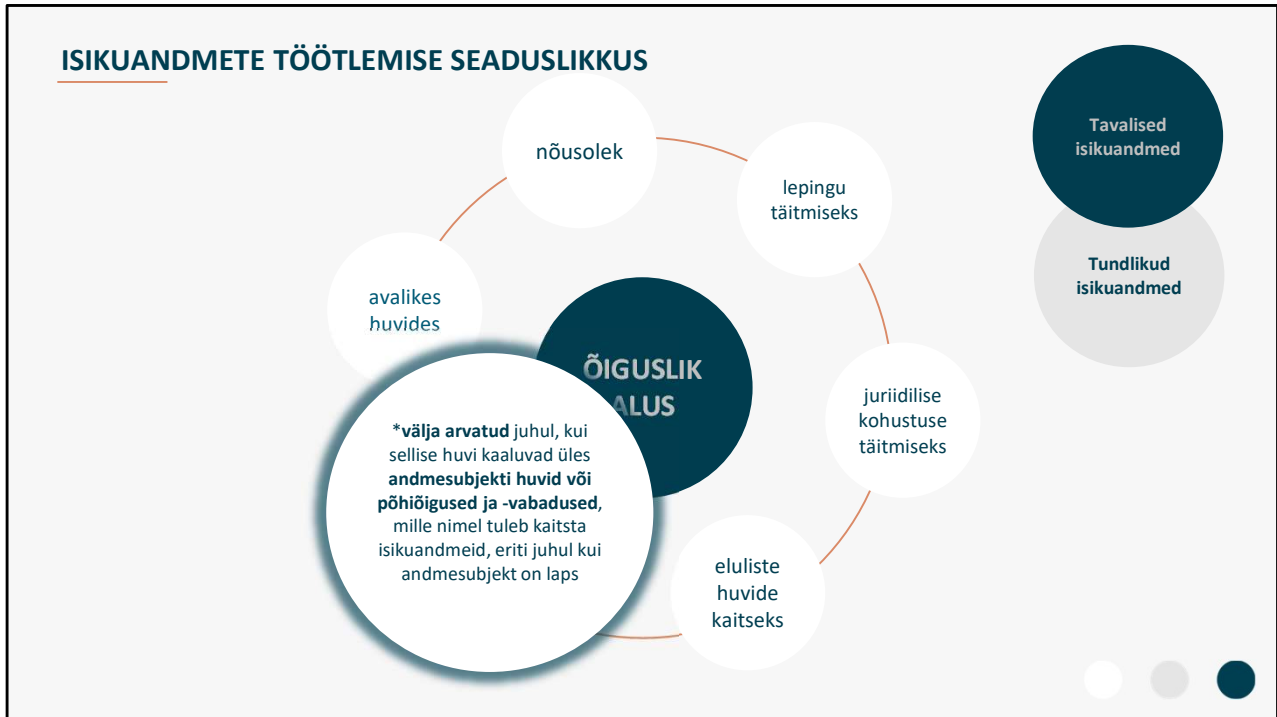 ISIKUANDMETE TÖÖTLEMISE SEADUSLIKKUS
nõusolek
lepingu
täitmiseks
avalikes
huvides
ÕIGUSLIK
ALUS
juriidilise
kohustuse
täitmiseks
eluliste
huvide
kaitseks
*välja arvatud juhul, kui
sellise huvi kaaluvad üles
andmesubjekti huvid või
põhiõigused ja -vabadused,
mille nimel tuleb kaitsta
isikuandmeid, eriti juhul kui
andmesubjekt on laps
Tavalised
isikuandmed
Tundlikud
isikuandmed